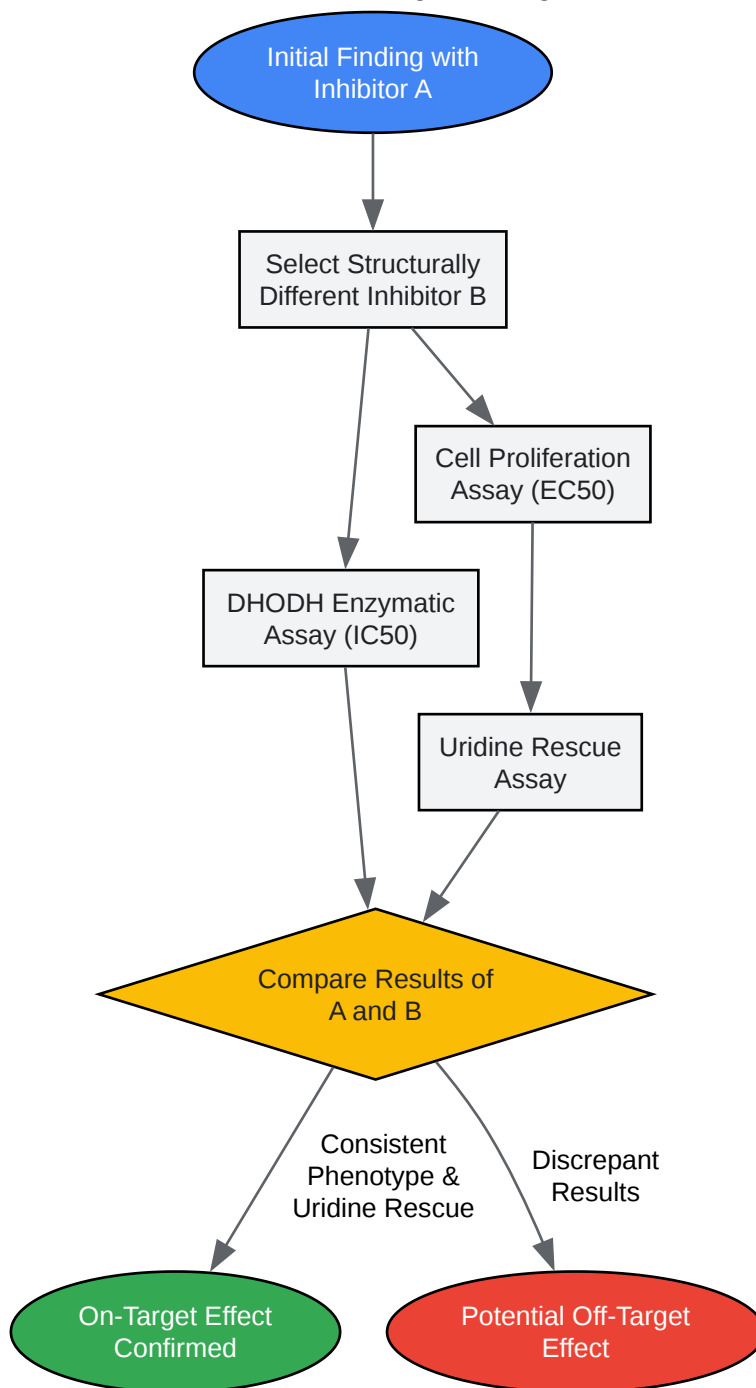 Initial Finding with
Inhibitor A
Select Structurally
Different Inhibitor B
Cell Proliferation
Assay (EC50)
DHODH Enzymatic
Assay (IC50)
Uridine Rescue
Assay
Compare Results of
A and B
Consistent
Phenotype &
Uridine Rescue
Discrepant
Results
On-Target Effect
Confirmed
Potential Off-Target
Effect